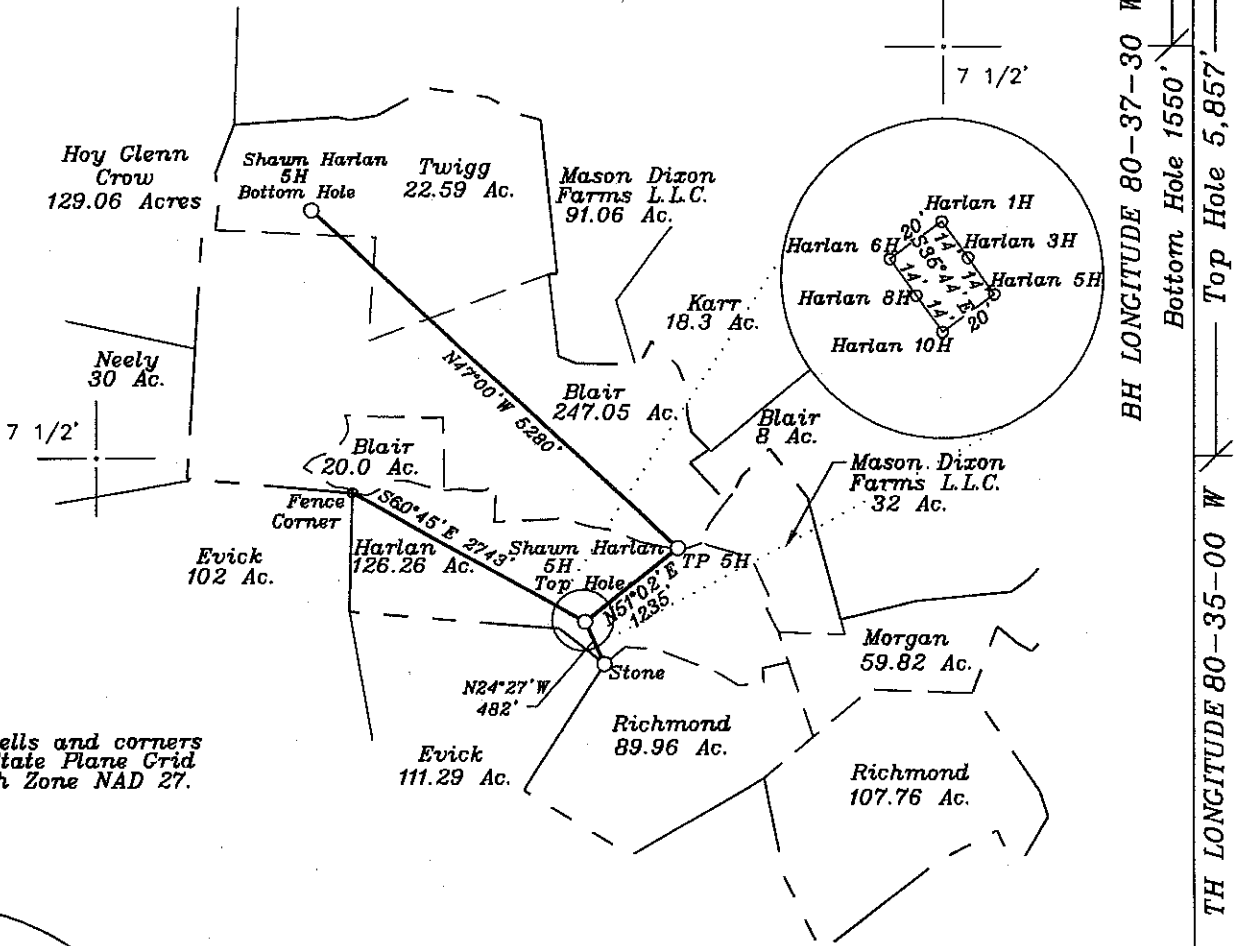 7 1/2'
BH LONGITUDE 80-37-30 W
Bottom Hole 1550'
Top Hole 5,857'
Hoy Glenn
Crow
129.06 Acres
Shawn Harlan
5H
Bottom Hole
Twigg
22.59 Ac.
Mason Dixon
Farms L.L.C.
91.06 Ac.
Harlan 1H
20'
14'
Harlan 6H
Harlan 3H
S35°44' E
14'
14'
Harlan 5H
Harlan 8H
14'
20'
Harlan 10H
Karr
18.3 Ac.
Neely
30 Ac.
N47°00'W 5280'
Blair
247.05 Ac.
Blair
8 Ac.
7 1/2'
Blair
20.0 Ac.
Mason Dixon
Farms L.L.C.
32 Ac.
Fence
Corner
S60°45'E 2743'
Evick
102 Ac.
Harlan
126.26 Ac.
Shawn Harlan
5H
Top Hole
TP 5H
N51°02' E
1235'
Morgan
59.82 Ac.
Stone
N24°27'W
482'
Richmond
89.96 Ac.
Evick
111.29 Ac.
Richmond
107.76 Ac.
ells and corners
tate Plane Grid
h Zone NAD 27.
TH LONGITUDE 80-35-00 W